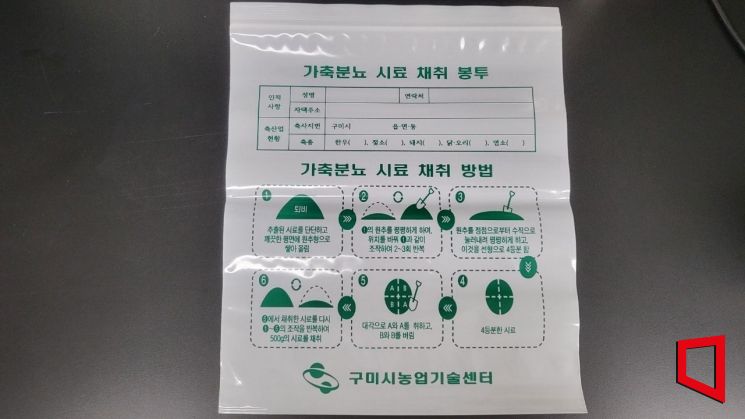 가축분뇨 시료 채취 봉투
인적
사항
성명
연락처
자택주소
축산업
현황
축사지번 구미시 읍·면·동
축종 한우( ), 젖소( ), 돼지( ), 닭·오리( ), 염소( )
가축분뇨 시료 채취 방법
1
퇴비
추출된 시료를 단단하고
깨끗한 평면에 원추형으로
쌓아 올림
2
❶의 원추를 평평하게 하며,
위치를 바꿔 ❶과 같이
조작하여 2~3회 반복
3
원추를 정점으로부터 수직으로
눌러내려 평평하게 하고,
이것을 선형으로 4등분 함
6
❺에서 채취한 시료를 다시
❶~❺의 조작을 반복하여
500g의 시료를 채취
5
A B
B A
대각으로 A와 A를 취하고,
B와 B를 버림
4
4등분한 시료
구미시농업기술센터